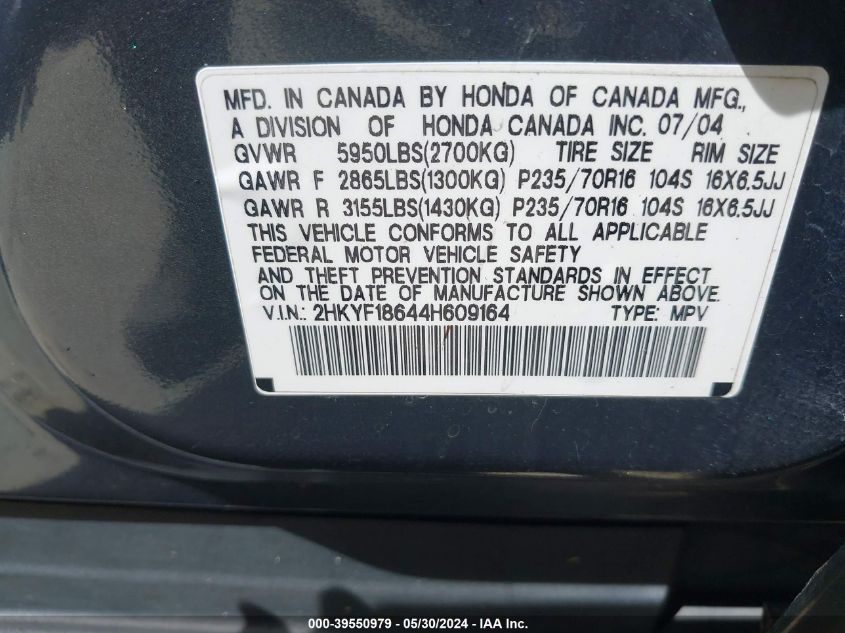 MFD. IN CANADA BY HONDA OF CANADA MFG.,
A DIVISION OF HONDA CANADA INC. 07/04
GVWR 5950LBS(2700KG) TIRE SIZE RIM SIZE
GAWR F 2865LBS(1300KG) P235/70R16 104S 16X6.5JJ
GAWR R 3155LBS(1430KG) P235/70R16 104S 16X6.5JJ
THIS VEHICLE CONFORMS TO ALL APPLICABLE
FEDERAL MOTOR VEHICLE SAFETY
AND THEFT PREVENTION STANDARDS IN EFFECT
ON THE DATE OF MANUFACTURE SHOWN ABOVE.
V.I.N.: 2HKYF18644H609164 TYPE: MPV
000-39550979 — 05/30/2024 — IAA Inc.